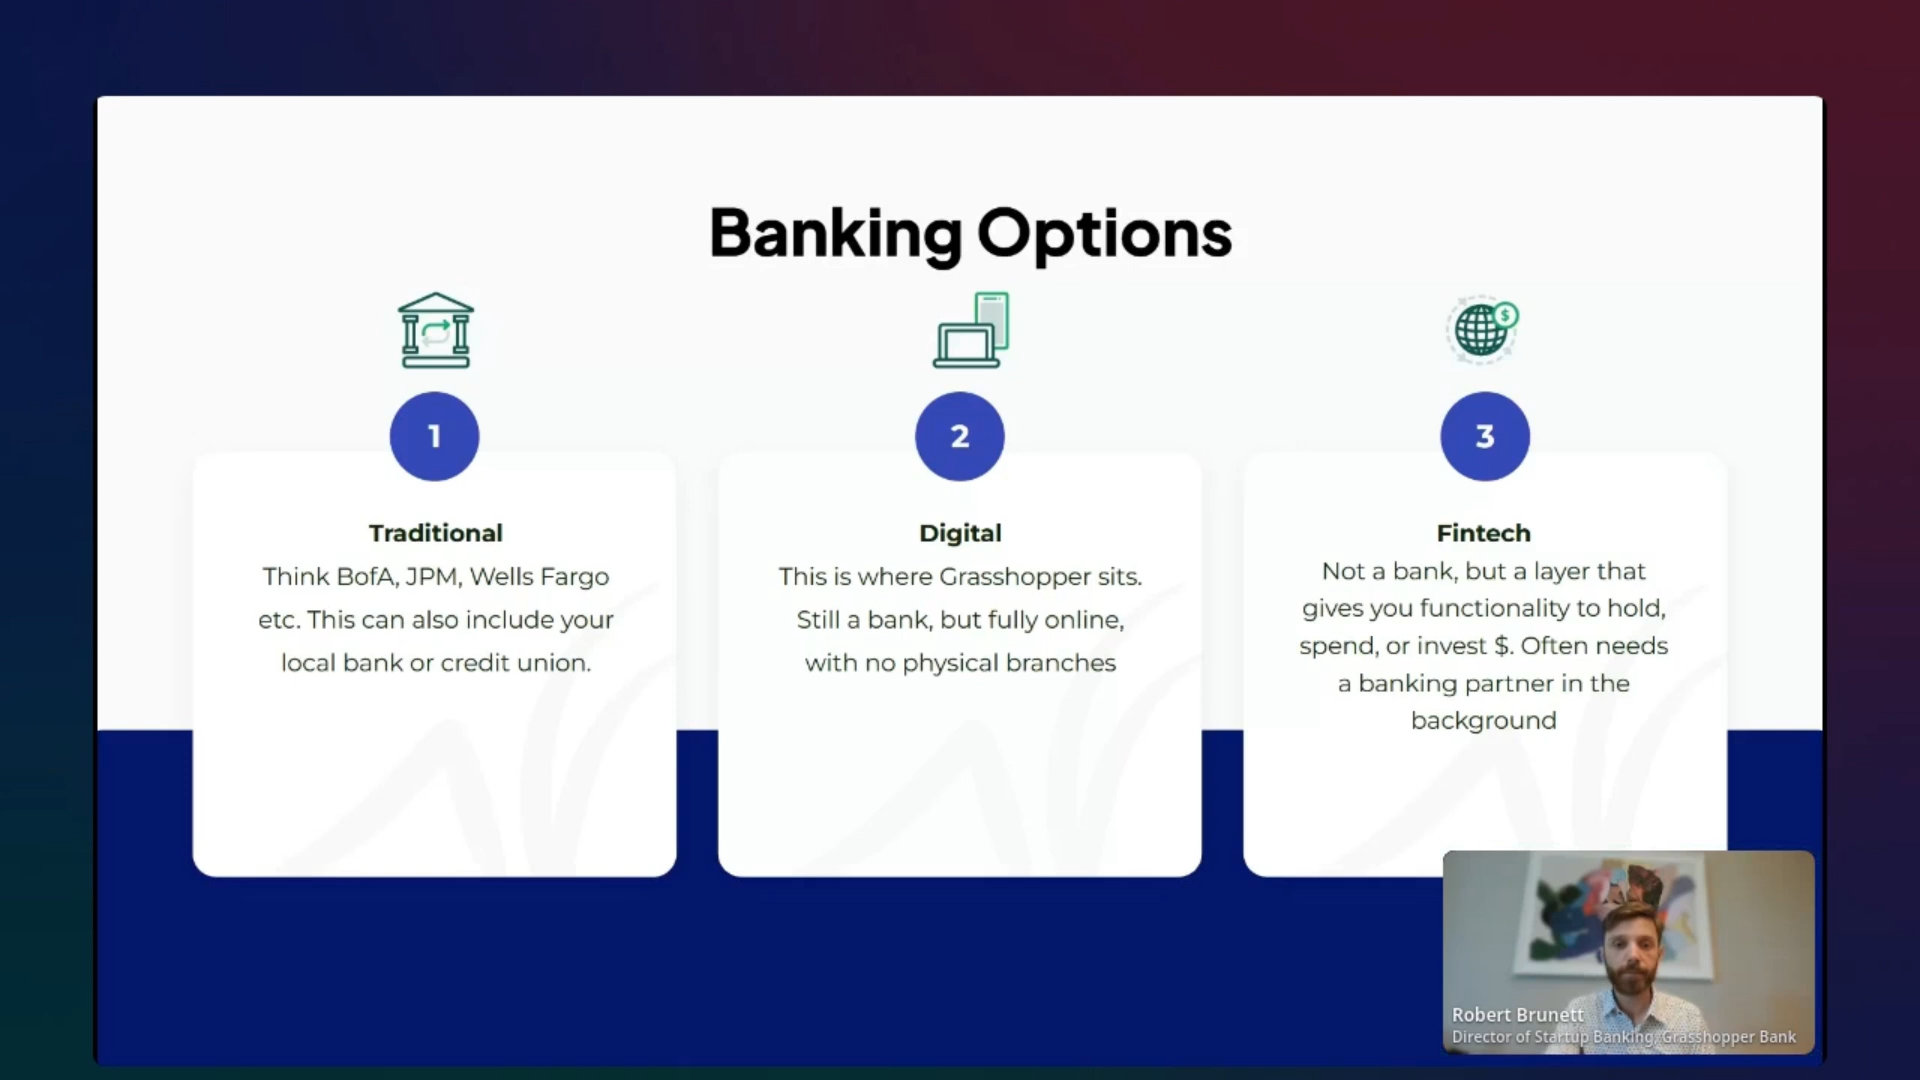 Banking Options
$
1
2
3
Traditional
Think BofA, JPM, Wells Fargo
etc. This can also include your
local bank or credit union.
Digital
This is where Grasshopper sits.
Still a bank, but fully online,
with no physical branches
Fintech
Not a bank, but a layer that
gives you functionality to hold,
spend, or invest $. Often needs
a banking partner in the
background
Robert Brunett
Director of Startup Banking, Grasshopper Bank